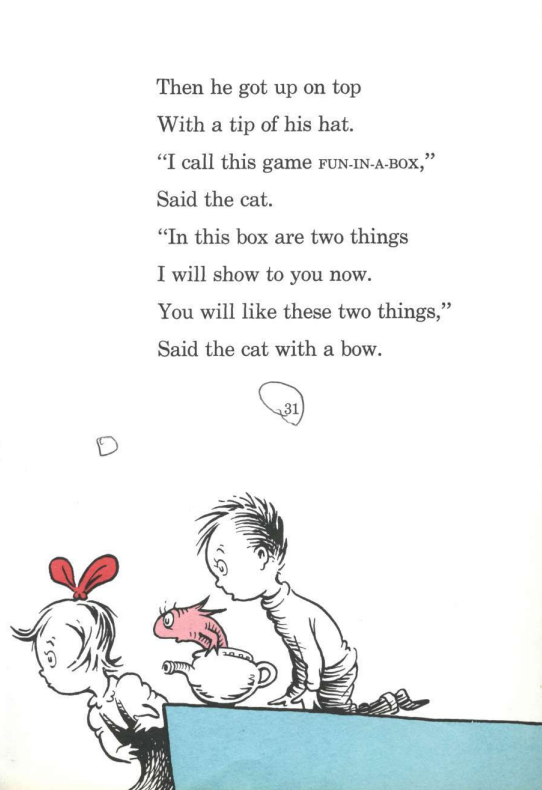 Then he got up on top
With a tip of his hat.
“I call this game FUN-IN-A-BOX,”
Said the cat.
“In this box are two things
I will show to you now.
You will like these two things,”
Said the cat with a bow.
31